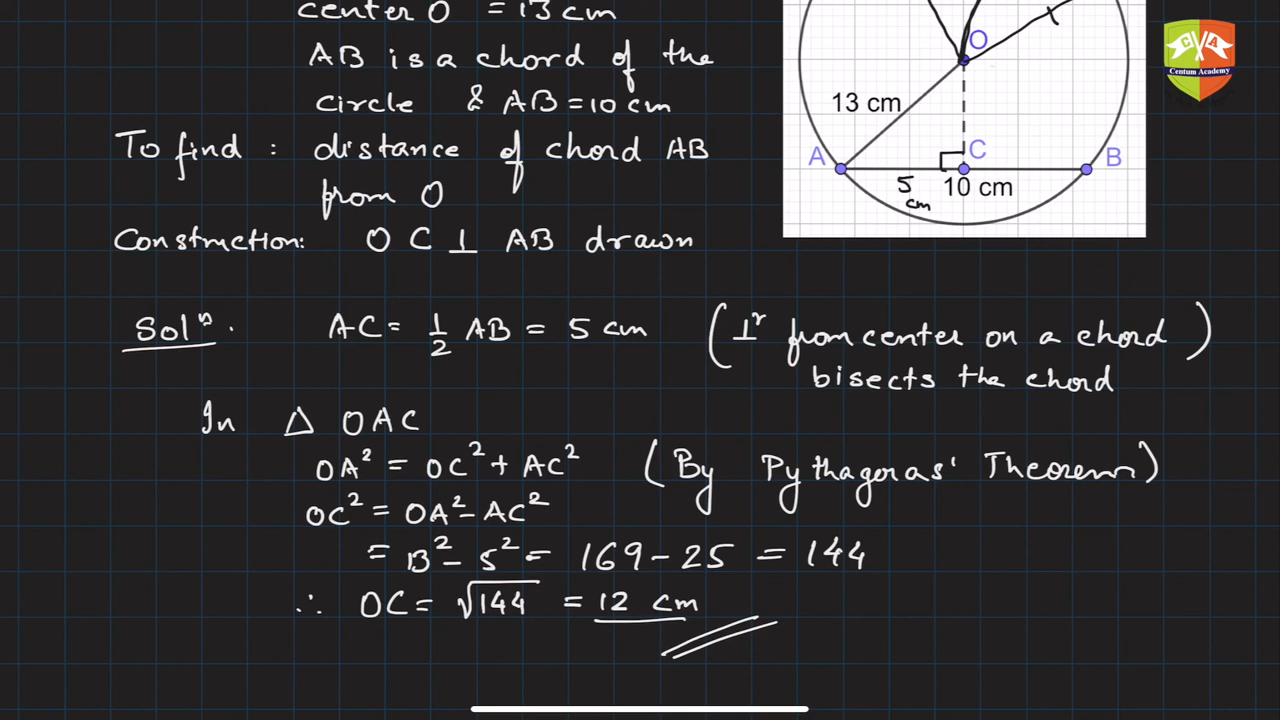 center O = 13 cm
AB is a chord of the
circle & AB = 10 cm
To find : distance of chord AB
from O
Construction: OC ⊥ AB drawn
O
13 cm
A
C
B
5
cm
10 cm
C A
Centum Academy
Solⁿ. AC = 1/2 AB = 5 cm (⊥ʳ from center on a chord
bisects the chord)
In △ OAC
OA² = OC² + AC² (By Pythagoras' Theorem)
OC² = OA² - AC²
= 13² - 5² = 169 - 25 = 144
∴ OC = √144 = 12 cm